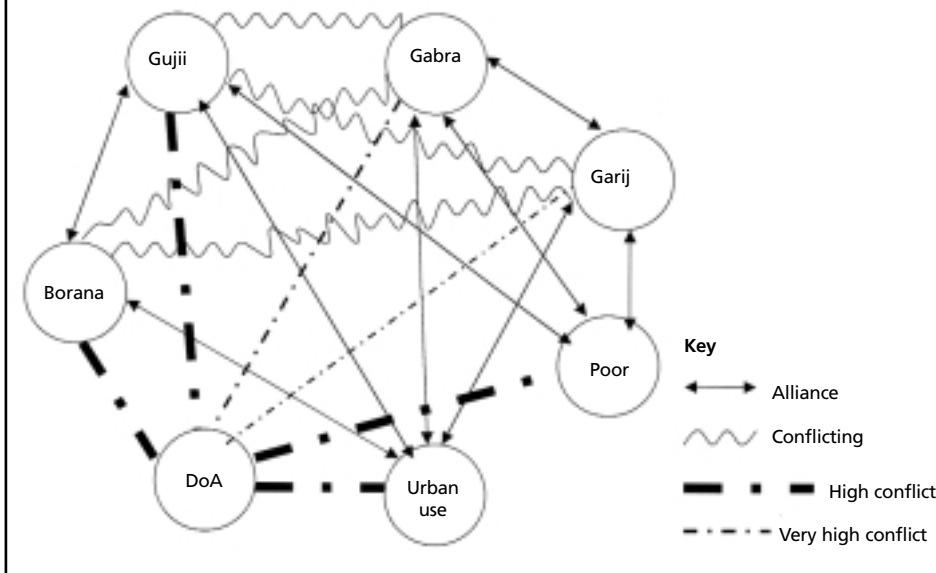 Gujii
Gabra
Garij
Borana
Poor
DoA
Urban
use
Key
Alliance
Conflicting
High conflict
Very high conflict